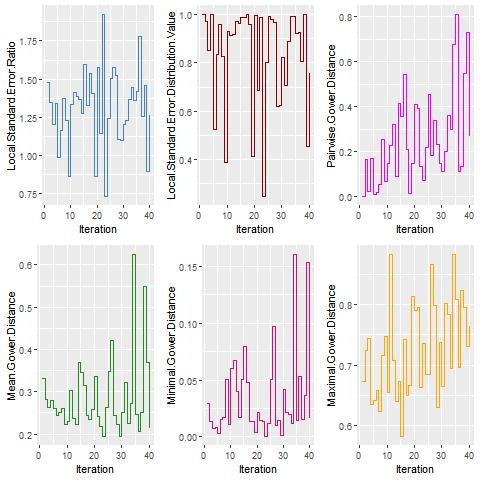 Local.Standard.Error.Ratio
1.75
1.50
1.25
1.00
0.75
0 10 20 30 40
Iteration
Local.Standard.Error.Distribution.Value
1.0
0.8
0.6
0.4
0 10 20 30 40
Iteration
Pairwise.Gower.Distance
0.8
0.6
0.4
0.2
0.0
0 10 20 30 40
Iteration
Mean.Gower.Distance
0.6
0.5
0.4
0.3
0.2
0 10 20 30 40
Iteration
Minimal.Gower.Distance
0.15
0.10
0.05
0.00
0 10 20 30 40
Iteration
Maximal.Gower.Distance
0.8
0.7
0.6
0 10 20 30 40
Iteration